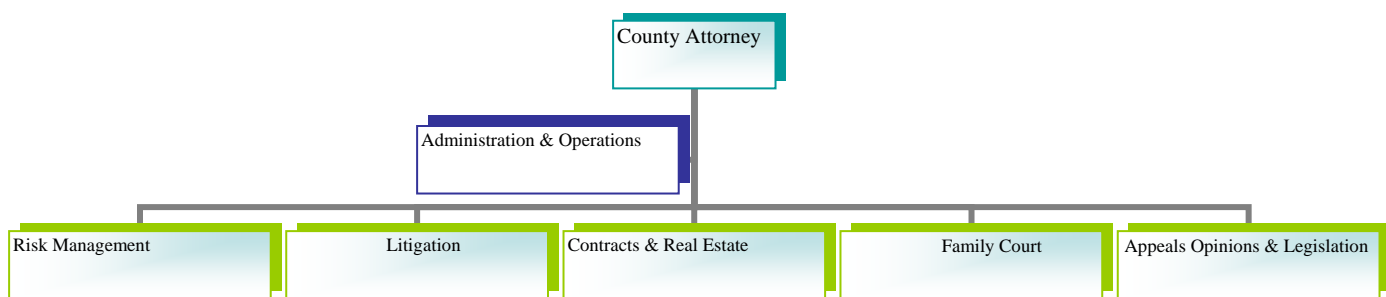 County Attorney
Administration & Operations
Risk Management
Litigation
Contracts & Real Estate
Family Court
Appeals Opinions & Legislation